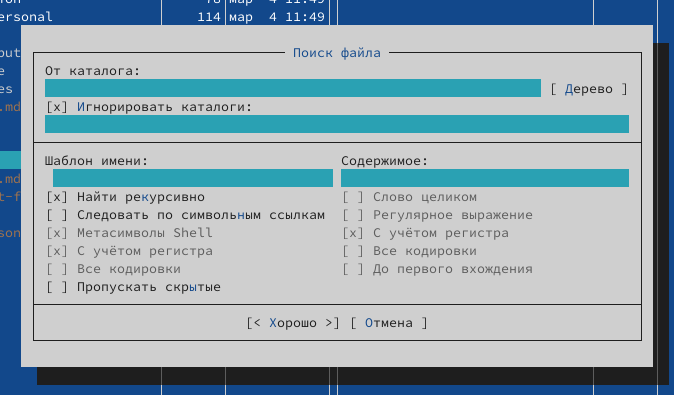 78 мар 4 11:49
ersonal 114 мар 4 11:49
Поиск файла
От каталога:
[ Дерево ]
[x] Игнорировать каталоги:
Шаблон имени: Содержимое:
[x] Найти рекурсивно [ ] Слово целиком
[ ] Следовать по символьным ссылкам [ ] Регулярное выражение
[x] Метасимволы Shell [x] С учётом регистра
[x] С учётом регистра [ ] Все кодировки
[ ] Все кодировки [ ] До первого вхождения
[ ] Пропускать скрытые
[< Хорошо >] [ Отмена ]
put
e
es
.md
.md
t-f
son